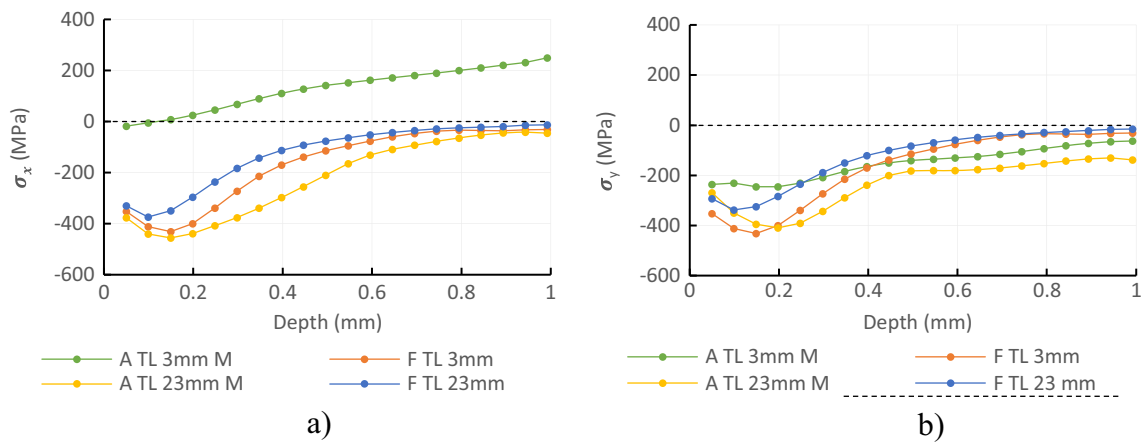 400
200
0
-200
-400
-600
σx (MPa)
0 0.2 0.4 0.6 0.8 1
Depth (mm)
A TL 3mm M F TL 3mm
A TL 23mm M F TL 23mm
a)
400
200
0
-200
-400
-600
σy (MPa)
0 0.2 0.4 0.6 0.8 1
Depth (mm)
A TL 3mm M F TL 3mm
A TL 23mm M F TL 23 mm
b)